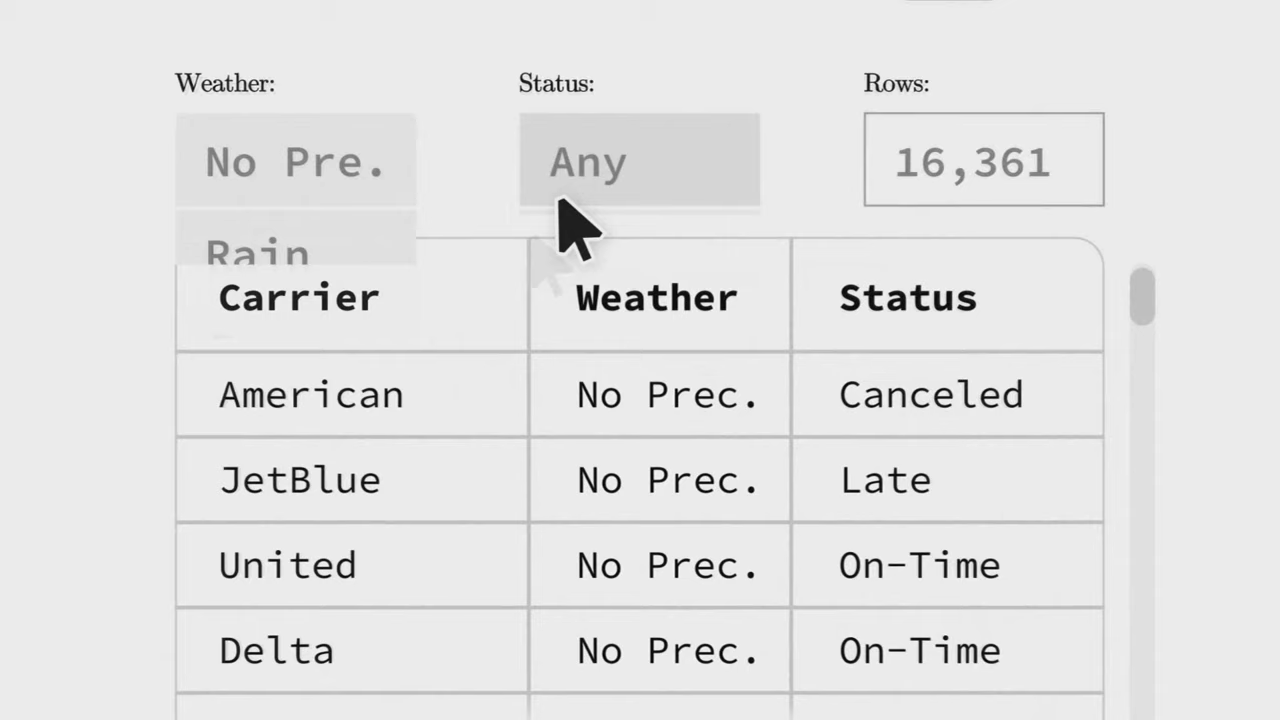 Weather: Status: Rows:
No Pre. Any 16,361
Rain
Carrier Weather Status
American No Prec. Canceled
JetBlue No Prec. Late
United No Prec. On-Time
Delta No Prec. On-Time